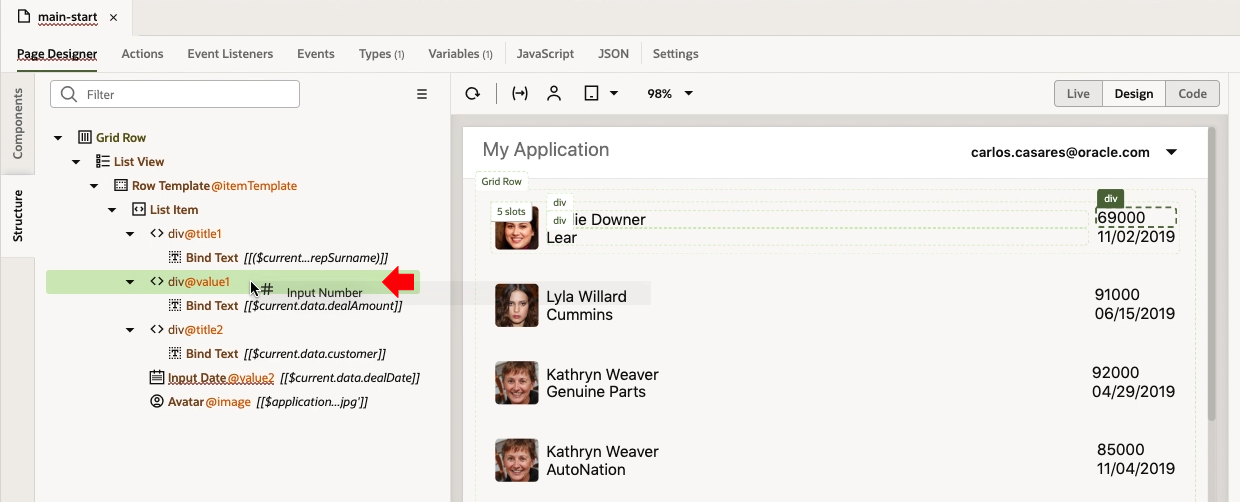 main-start ×
Page Designer Actions Event Listeners Events Types (1) Variables (1) JavaScript JSON Settings
Components
Structure
Filter
98%
Live Design Code
Grid Row
List View
Row Template@itemTemplate
List Item
div@title1
Bind Text [[($current...repSurname)]]
div@value1
# Input Number
Bind Text [[$current.data.dealAmount]]
div@title2
Bind Text [[$current.data.customer]]
Input Date@value2 [[$current.data.dealDate]]
Avatar@image [[$application...jpg']]
My Application
carlos.casares@oracle.com
Grid Row
5 slots
div
div
div
ie Downer
Lear
69000
11/02/2019
Lyla Willard
Cummins
91000
06/15/2019
Kathryn Weaver
Genuine Parts
92000
04/29/2019
Kathryn Weaver
AutoNation
85000
11/04/2019